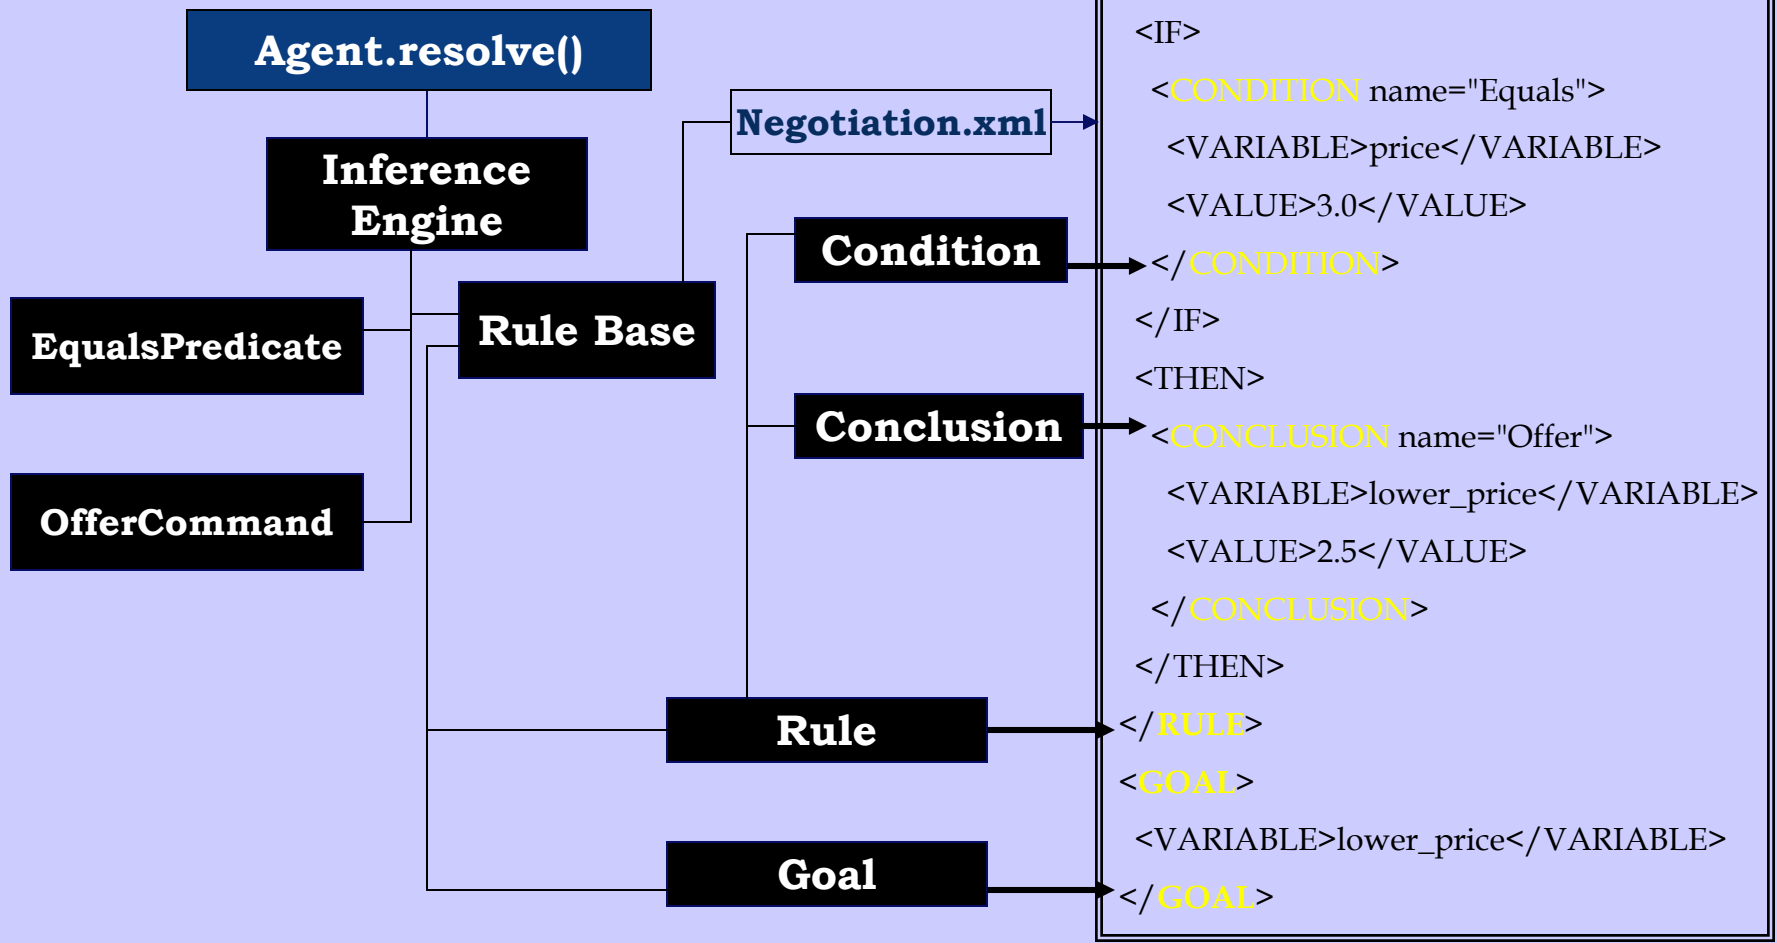 Agent.resolve()
Inference
Engine
EqualsPredicate
OfferCommand
Rule Base
Negotiation.xml
Condition
Conclusion
Rule
Goal
<IF>
<CONDITION name="Equals">
<VARIABLE>price</VARIABLE>
<VALUE>3.0</VALUE>
</CONDITION>
</IF>
<THEN>
<CONCLUSION name="Offer">
<VARIABLE>lower_price</VARIABLE>
<VALUE>2.5</VALUE>
</CONCLUSION>
</THEN>
</RULE>
<GOAL>
<VARIABLE>lower_price</VARIABLE>
</GOAL>